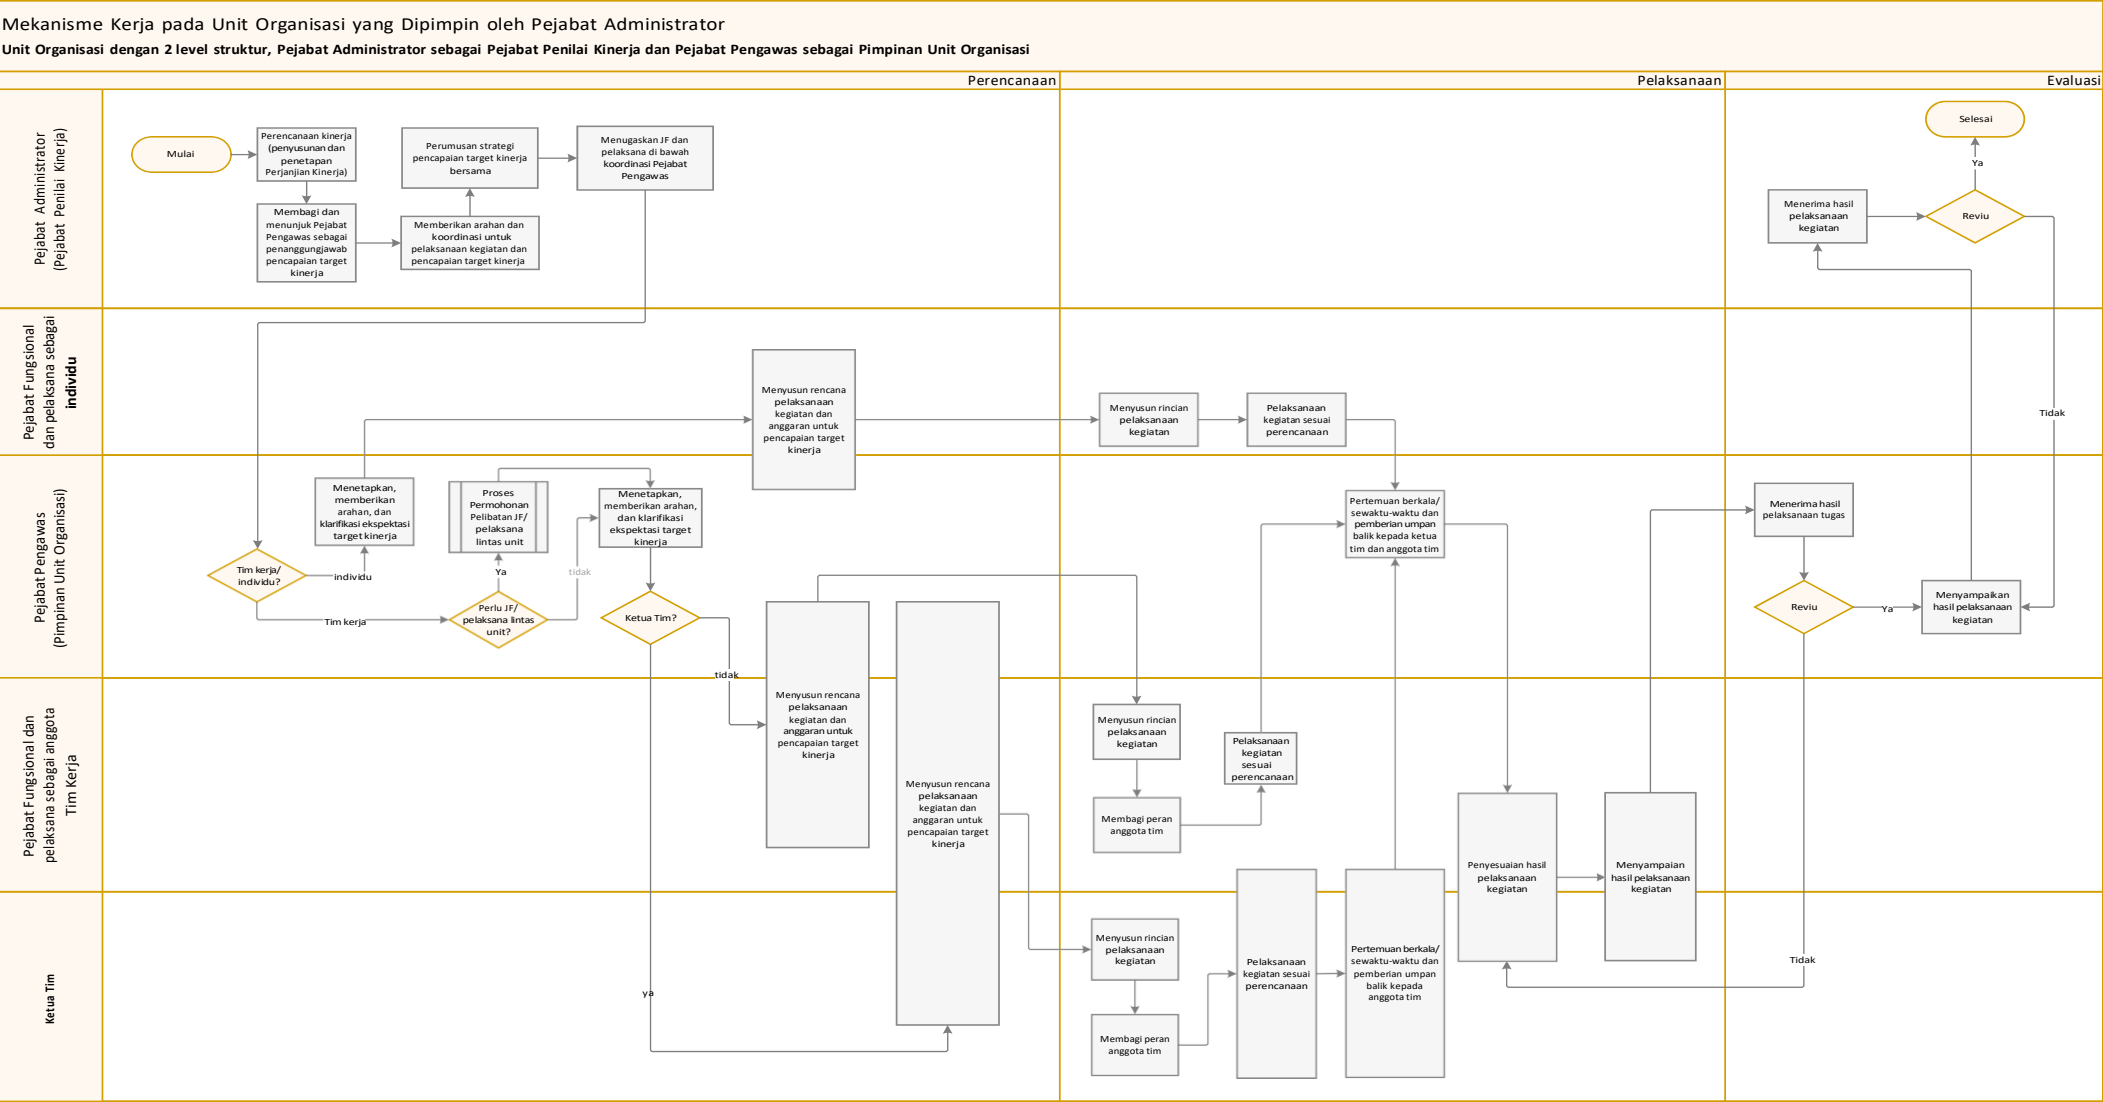 Mekanisme Kerja pada Unit Organisasi yang Dipimpin oleh Pejabat Administrator
Unit Organisasi dengan 2 level struktur, Pejabat Administrator sebagai Pejabat Penilai Kinerja dan Pejabat Pengawas sebagai Pimpinan Unit Organisasi
Perencanaan
Pelaksanaan
Evaluasi
Pejabat Administrator
(Pejabat Penilai Kinerja)
Mulai
Perencanaan kinerja
(penyusunan dan
penetapan
Perjanjian Kinerja)
Membagi dan
menunjuk Pejabat
Pengawas sebagai
penanggungjawab
pencapaian target
kinerja
Memberikan arahan dan
koordinasi untuk
pelaksanaan kegiatan dan
pencapaian target kinerja
Perumusan strategi
pencapaian target kinerja
bersama
Menugaskan JF dan
pelaksana di bawah
koordinasi Pejabat
Pengawas
Selesai
Ya
Menerima hasil
pelaksanaan
kegiatan
Reviu
Tidak
Pejabat Fungsional
dan pelaksana sebagai
individu
Menyusun rencana
pelaksanaan
kegiatan dan
anggaran untuk
pencapaian target
kinerja
Menyusun rincian
pelaksanaan
kegiatan
Pelaksanaan
kegiatan sesuai
perencanaan
Pejabat Pengawas
(Pimpinan Unit Organisasi)
Tim kerja/
individu?
individu
Tim kerja
Menetapkan,
memberikan
arahan, dan
klarifikasi ekspektasi
target kinerja
Proses
Permohonan
Pelibatan JF/
pelaksana
lintas unit
Ya
Perlu JF/
pelaksana lintas
unit?
tidak
Menetapkan,
memberikan arahan,
dan klarifikasi
ekspektasi target
kinerja
Ketua Tim?
tidak
ya
Pertemuan berkala/
sewaktu-waktu dan
pemberian umpan
balik kepada ketua
tim dan anggota tim
Menerima hasil
pelaksanaan tugas
Reviu
Ya
Menyampaikan
hasil pelaksanaan
kegiatan
Tidak
Pejabat Fungsional dan
pelaksana sebagai anggota
Tim Kerja
Menyusun rencana
pelaksanaan
kegiatan dan
anggaran untuk
pencapaian target
kinerja
Menyusun rencana
pelaksanaan
kegiatan dan
anggaran untuk
pencapaian target
kinerja
Menyusun rincian
pelaksanaan
kegiatan
Membagi peran
anggota tim
Pelaksanaan
kegiatan
sesuai
perencanaan
Penyesuaian hasil
pelaksanaan
kegiatan
Menyampaian
hasil pelaksanaan
kegiatan
Ketua Tim
Menyusun rincian
pelaksanaan
kegiatan
Membagi peran
anggota tim
Pelaksanaan
kegiatan sesuai
perencanaan
Pertemuan berkala/
sewaktu-waktu dan
pemberian umpan
balik kepada
anggota tim